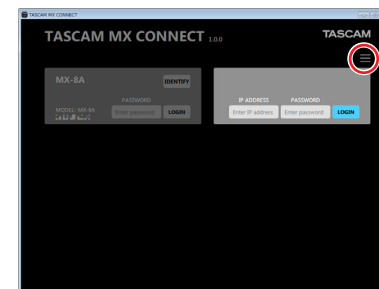 TASCAM MX CONNECT
TASCAM MX CONNECT 1.0.0
TASCAM
MX-8A
IDENTIFY
PASSWORD
MODEL: MX-8A
Enter password
LOGIN
IP ADDRESS
PASSWORD
Enter IP address
Enter password
LOGIN